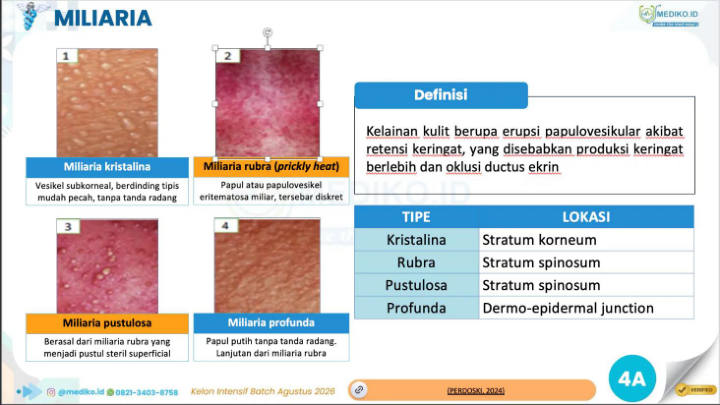 MILIARIA
MEDIKO.ID
1
2
Miliaria kristalina
Vesikel subkorneal, berdinding tipis
mudah pecah, tanpa tanda radang
Miliaria rubra (prickly heat)
Papul atau papulovesikel
eritematosa miliar, tersebar diskret
3
4
Miliaria pustulosa
Berasal dari miliaria rubra yang
menjadi pustul steril superficial
Miliaria profunda
Papul putih tanpa tanda radang.
Lanjutan dari miliaria rubra
Definisi
Kelainan kulit berupa erupsi papulovesikular akibat
retensi keringat, yang disebabkan produksi keringat
berlebih dan oklusi ductus ekrin
TIPE LOKASI
Kristalina Stratum korneum
Rubra Stratum spinosum
Pustulosa Stratum spinosum
Profunda Dermo-epidermal junction
MEDIKO.ID
@mediko.id 0821-3403-8758 Kelon Intensif Batch Agustus 2026
(PERDOSKI, 2024)
4A
VERIFIED